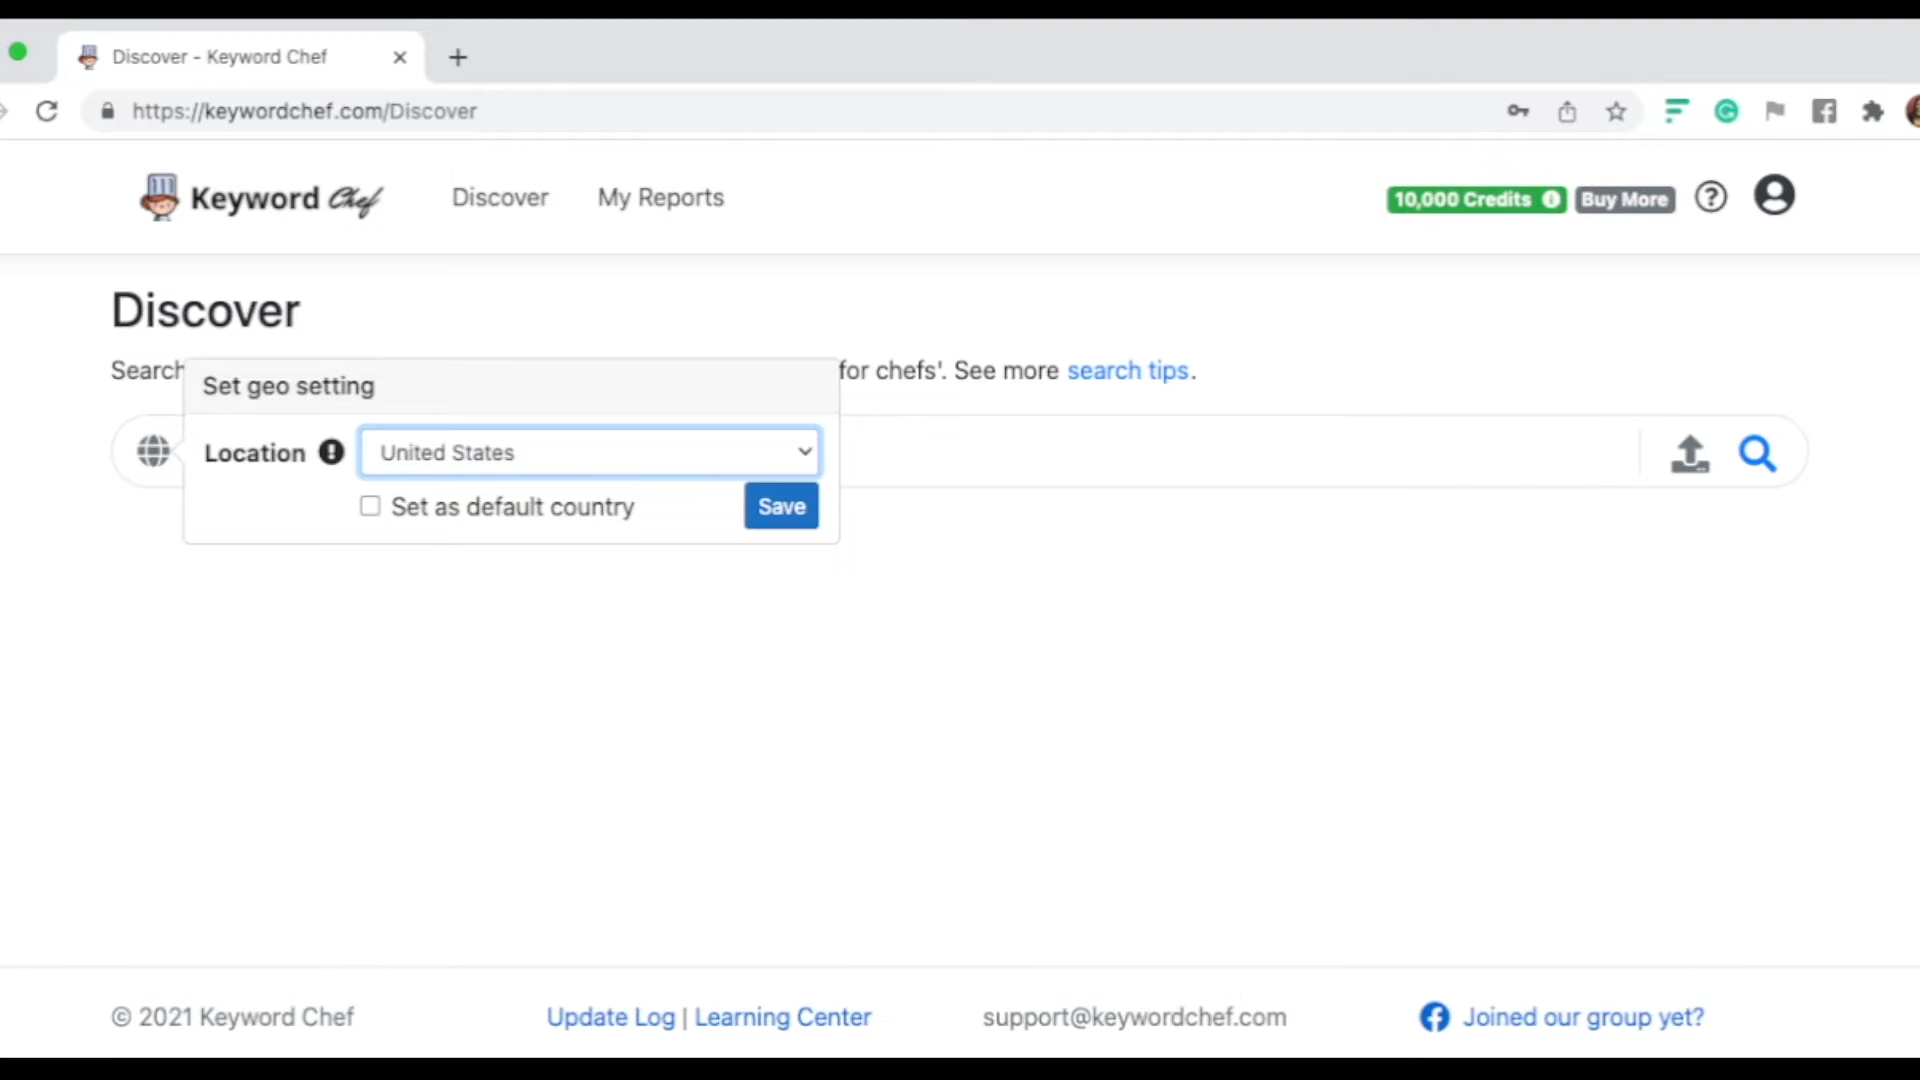 Discover - Keyword Chef
https://keywordchef.com/Discover
Keyword Chef
Discover
My Reports
10,000 Credits
Buy More
Discover
Search
for chefs'. See more search tips.
Set geo setting
Location
United States
Set as default country
Save
© 2021 Keyword Chef
Update Log | Learning Center
support@keywordchef.com
Joined our group yet?